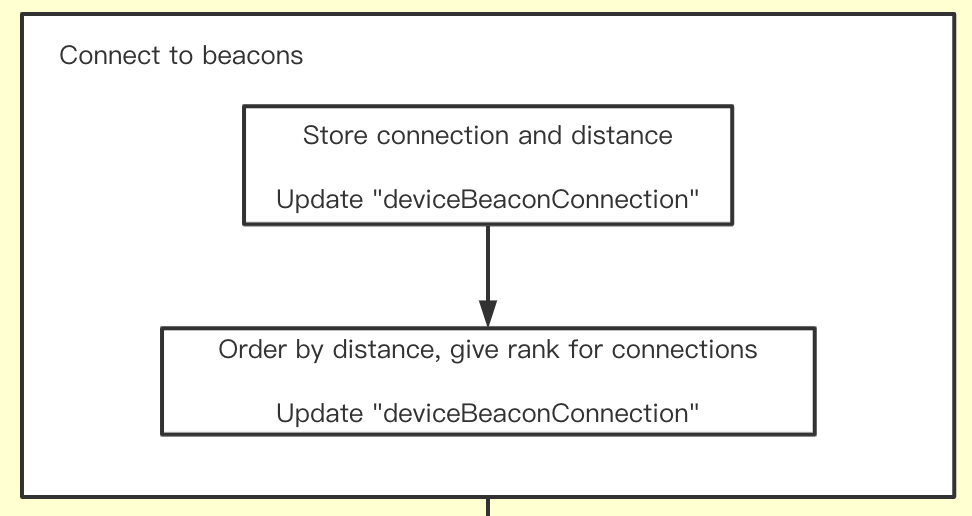 Connect to beacons
Store connection and distance
Update "deviceBeaconConnection"
Order by distance, give rank for connections
Update "deviceBeaconConnection"